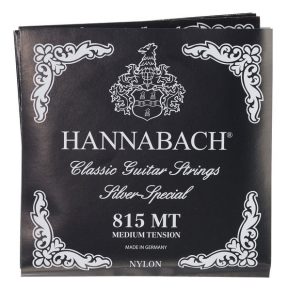 HANNABACH®
Classic Guitar Strings
Silver-Special
815 MT
MEDIUM TENSION
MADE IN GERMANY
NYLON